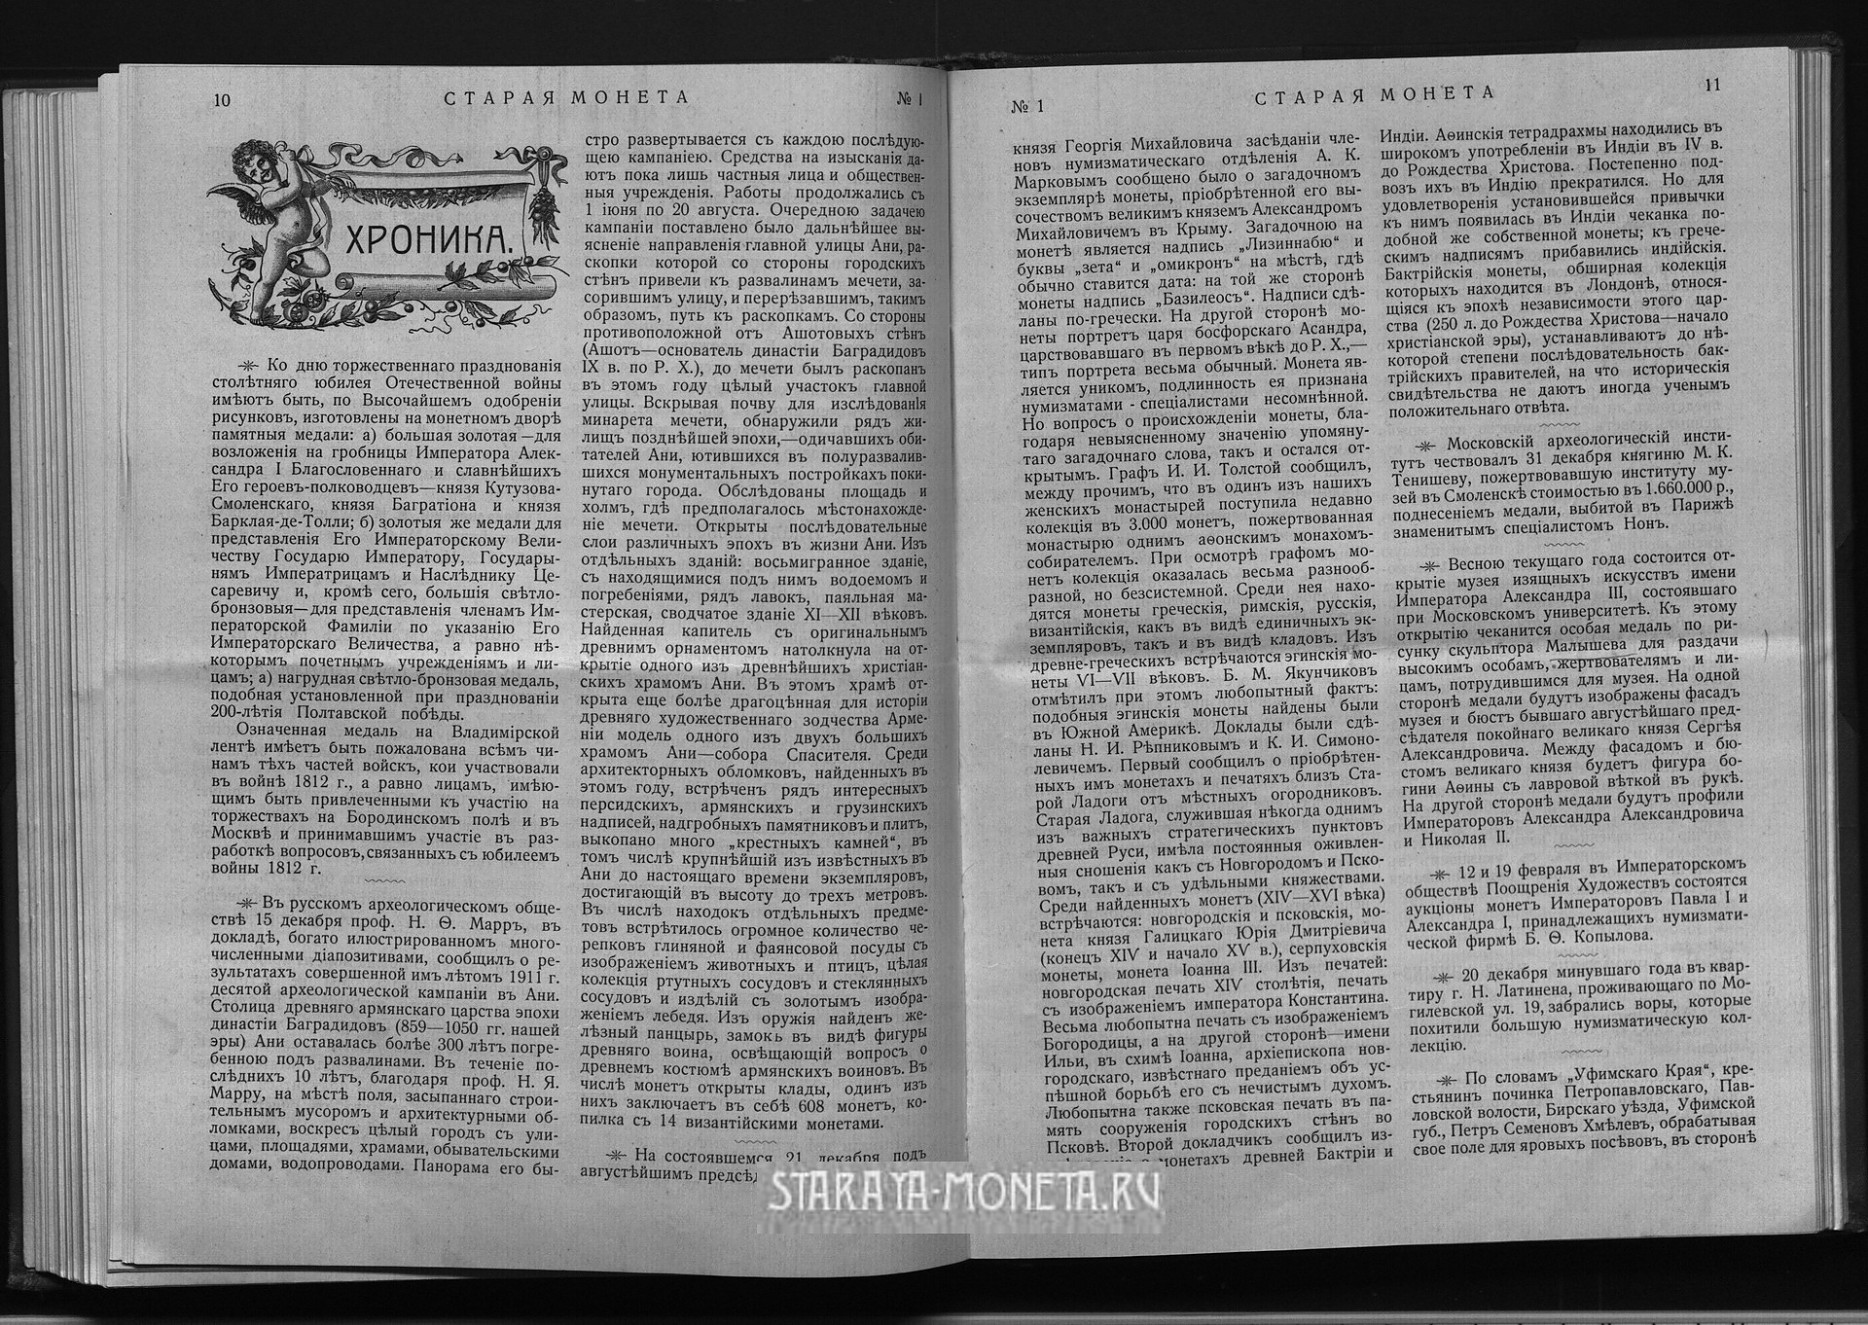 10
СТАРАЯ МОНЕТА
№ 1
ХРОНИКА.
Ко дню торжественнаго празднованія
столѣтняго юбилея Отечественной войны
имѣютъ быть, по Высочайшемъ одобреніи
рисунковъ, изготовлены на монетномъ дворѣ
памятныя медали: а) большая золотая—для
возложенія на гробницы Императора Алек-
сандра I Благословеннаго и славнѣйшихъ
Его героевъ-полководцевъ—князя Кутузова-
Смоленскаго, князя Багратіона и князя
Барклая-де-Толли; б) золотыя же медали для
представленія Его Императорскому Вели-
честву Государю Императору, Государы-
нямъ Императрицамъ и Наслѣднику Це-
саревичу и, кромѣ сего, большія свѣтло-
бронзовыя—для представленія членамъ Им-
ператорской Фамиліи по указанію Его
Императорскаго Величества, а равно нѣ-
которымъ почетнымъ учрежденіямъ и ли-
цамъ; а) нагрудная свѣтло-бронзовая медаль,
подобная установленной при празднованіи
200-лѣтія Полтавской побѣды.
Означенная медаль на Владимірской
лентѣ имѣетъ быть пожалована всѣмъ чи-
намъ тѣхъ частей войскъ, кои участвовали
въ войнѣ 1812 г., а равно лицамъ, имѣю-
щимъ быть привлеченными къ участію на
торжествахъ на Бородинскомъ полѣ и въ
Москвѣ и принимавшимъ участіе въ раз-
работкѣ вопросовъ, связанныхъ съ юбилеемъ
войны 1812 г.
Въ русскомъ археологическомъ обще-
ствѣ 15 декабря проф. Н. Ѳ. Марръ, въ
докладѣ, богато илюстрированномъ много-
численными діапозитивами, сообщилъ о ре-
зультатахъ совершенной имъ лѣтомъ 1911 г.
десятой археологической кампаніи въ Ани.
Столица древняго армянскаго царства эпохи
династіи Баградидовъ (859—1050 гг. нашей
эры) Ани оставалась болѣе 300 лѣтъ погре-
бенною подъ развалинами. Въ теченіе по-
слѣднихъ 10 лѣтъ, благодаря проф. Н. Я.
Марру, на мѣстѣ поля, засыпаннаго строи-
тельнымъ мусоромъ и архитектурными об-
ломками, воскресъ цѣлый городъ съ ули-
цами, площадями, храмами, обывательскими
домами, водопроводами. Панорама его бы-
стро развертывается съ каждою послѣдую-
щею кампаніею. Средства на изысканія да-
ютъ пока лишь частныя лица и обществен-
ныя учрежденія. Работы продолжались съ
1 іюня по 20 августа. Очередною задачею
кампаніи поставлено было дальнѣйшее вы-
ясненіе направленія главной улицы Ани, ра-
скопки которой со стороны городскихъ
стѣнъ привели къ развалинамъ мечети, за-
сорившимъ улицу, и перерѣзавшимъ, такимъ
образомъ, путь къ раскопкамъ. Со стороны
противоположной отъ Ашотовыхъ стѣнъ
(Ашотъ—основатель династіи Баградидовъ
IX в. по Р. Х.), до мечети былъ раскопанъ
въ этомъ году цѣлый участокъ главной
улицы. Вскрывая почву для изслѣдованія
минарета мечети, обнаружили рядъ жи-
лищъ позднѣйшей эпохи,—одичавшихъ оби-
тателей Ани, ютившихся въ полуразвалив-
шихся монументальныхъ постройкахъ поки-
нутаго города. Обслѣдованы площадь и
холмъ, гдѣ предполагалось мѣстонахожде-
ніе мечети. Открыты послѣдовательные
слои различныхъ эпохъ въ жизни Ани. Изъ
отдѣльныхъ зданій: восьмигранное зданіе,
съ находящимися подъ нимъ водоемомъ и
погребеніями, рядъ лавокъ, паяльная ма-
стерская, сводчатое зданіе XI—XII вѣковъ.
Найденная капитель съ оригинальнымъ
древнимъ орнаментомъ натолкнула на от-
крытіе одного изъ древнѣйшихъ христіан-
скихъ храмомъ Ани. Въ этомъ храмѣ от-
крыта еще болѣе драгоцѣнная для исторіи
древняго художественнаго зодчества Арме-
ніи модель одного изъ двухъ большихъ
храмомъ Ани—собора Спасителя. Среди
архитекторныхъ обломковъ, найденныхъ въ
этомъ году, встрѣченъ рядъ интересныхъ
персидскихъ, армянскихъ и грузинскихъ
надписей, надгробныхъ памятниковъ и плитъ,
выкопано много „крестныхъ камней“, въ
томъ числѣ крупнѣйшій изъ извѣстныхъ въ
Ани до настоящаго времени экземпляровъ,
достигающій въ высоту до трехъ метровъ.
Въ числѣ находокъ отдѣльныхъ предме-
товъ встрѣтилось огромное количество че-
репковъ глиняной и фаянсовой посуды съ
изображеніемъ животныхъ и птицъ, цѣлая
колекція ртутныхъ сосудовъ и стеклянныхъ
сосудовъ и издѣлій съ золотымъ изобра-
женіемъ лебедя. Изъ оружія найденъ же-
лѣзный панцырь, замокъ въ видѣ фигуры
древняго воина, освѣщающій вопросъ о
древнемъ костюмѣ армянскихъ воиновъ. Въ
числѣ монетъ открыты клады, одинъ изъ
нихъ заключаетъ въ себѣ 608 монетъ, ко-
пилка съ 14 византійскими монетами.
На состоявшемся 21 декабря подъ
августѣйшимъ предсѣд
№ 1
СТАРАЯ МОНЕТА
11
князя Георгія Михайловича засѣданіи чле-
новъ нумизматическаго отдѣленія А. К.
Марковымъ сообщено было о загадочномъ
экземплярѣ монеты, пріобрѣтенной его вы-
сочествомъ великимъ княземъ Александромъ
Михайловичемъ въ Крыму. Загадочною на
монетѣ является надпись „Лизиннабю“ и
буквы „зета“ и „омикронъ“ на мѣстѣ, гдѣ
обычно ставится дата: на той же сторонѣ
монеты надпись „Базилеосъ“. Надписи сдѣ-
ланы по-гречески. На другой сторонѣ мо-
неты портретъ царя босфорскаго Асандра,
царствовавшаго въ первомъ вѣкѣ до Р. Х.,—
типъ портрета весьма обычный. Монета яв-
ляется уникомъ, подлинность ея признана
нумизматами - спеціалистами несомнѣнной.
Но вопросъ о происхожденіи монеты, бла-
годаря невыясненному значенію упомяну-
таго загадочнаго слова, такъ и остался от-
крытымъ. Графъ И. И. Толстой сообщилъ,
между прочимъ, что въ одинъ изъ нашихъ
женскихъ монастырей поступила недавно
колекція въ 3.000 монетъ, пожертвованная
монастырю однимъ аѳонскимъ монахомъ-
собирателемъ. При осмотрѣ графомъ мо-
нетъ колекція оказалась весьма разнооб-
разной, но безсистемной. Среди нея нахо-
дятся монеты греческія, римскія, русскія,
византійскія, какъ въ видѣ единичныхъ эк-
земпляровъ, такъ и въ видѣ кладовъ. Изъ
древне-греческихъ встрѣчаются эгинскія мо-
неты VI—VII вѣковъ. Б. М. Якунчиковъ
отмѣтилъ при этомъ любопытный фактъ:
подобныя эгинскія монеты найдены были
въ Южной Америкѣ. Доклады были сдѣ-
ланы Н. И. Рѣпниковымъ и К. И. Симоно-
левичемъ. Первый сообщилъ о пріобрѣтен-
ныхъ имъ монетахъ и печатяхъ близъ Ста-
рой Ладоги отъ мѣстныхъ огородниковъ.
Старая Ладога, служившая нѣкогда однимъ
изъ важныхъ стратегическихъ пунктовъ
древней Руси, имѣла постоянныя оживлен-
ныя сношенія какъ съ Новгородомъ и Пско-
вомъ, такъ и съ удѣльными княжествами.
Среди найденныхъ монетъ (XIV—XVI вѣка)
встрѣчаются: новгородскія и псковскія, мо-
нета князя Галицкаго Юрія Дмитріевича
(конецъ XIV и начало XV в.), серпуховскія
монеты, монета Іоанна III. Изъ печатей:
новгородская печать XIV столѣтія, печать
съ изображеніемъ императора Константина.
Весьма любопытна печать съ изображеніемъ
Богородицы, а на другой сторонѣ—имени
Ильи, въ схимѣ Іоанна, архіепископа нов-
городскаго, извѣстнаго преданіемъ объ ус-
пѣшной борьбѣ его съ нечистымъ духомъ.
Любопытна также псковская печать въ па-
мять сооруженія городскихъ стѣнъ во
Псковѣ. Второй докладчикъ сообщилъ из-
монетахъ древней Бактріи и
Индіи. Аѳинскія тетрадрахмы находились въ
широкомъ употребленіи въ Индіи въ IV в.
до Рождества Христова. Постепенно под-
возъ ихъ въ Индію прекратился. Но для
удовлетворенія установившейся привычки
къ нимъ появилась въ Индіи чеканка по-
добной же собственной монеты; къ грече-
скимъ надписямъ прибавились индійскія.
Бактрійскія монеты, обширная колекція
которыхъ находится въ Лондонѣ, относя-
щіяся къ эпохѣ независимости этого цар-
ства (250 л. до Рождества Христова—начало
христіанской эры), устанавливаютъ до нѣ-
которой степени послѣдовательность бак-
трійскихъ правителей, на что историческія
свидѣтельства не даютъ иногда ученымъ
положительнаго отвѣта.
Московскій археологическій инсти-
тутъ чествовалъ 31 декабря княгиню М. К.
Тенишеву, пожертвовавшую институту му-
зей въ Смоленскѣ стоимостью въ 1.660.000 р.,
поднесеніемъ медали, выбитой въ Парижѣ
знаменитымъ спеціалистомъ Нонъ.
Весною текущаго года состоится от-
крытіе музея изящныхъ искусствъ имени
Императора Александра III, состоявшаго
при Московскомъ университетѣ. Къ этому
открытію чеканится особая медаль по ри-
сунку скульптора Малышева для раздачи
высокимъ особамъ, жертвователямъ и ли-
цамъ, потрудившимся для музея. На одной
сторонѣ медали будутъ изображены фасадъ
музея и бюстъ бывшаго августѣйшаго пред-
сѣдателя покойнаго великаго князя Сергѣя
Александровича. Между фасадомъ и бю-
стомъ великаго князя будетъ фигура бо-
гини Аѳины съ лавровой вѣткой въ рукѣ.
На другой сторонѣ медали будутъ профили
Императоровъ Александра Александровича
и Николая II.
12 и 19 февраля въ Императорскомъ
обществѣ Поощренія Художествъ состоятся
аукціоны монетъ Императоровъ Павла I и
Александра I, принадлежащихъ нумизмати-
ческой фирмѣ Б. Ѳ. Копылова.
20 декабря минувшаго года въ квар-
тиру г. Н. Латинена, проживающаго по Мо-
гилевской ул. 19, забрались воры, которые
похитили большую нумизматическую кол-
лекцію.
По словамъ „Уфимскаго Края“, кре-
стьянинъ починка Петропавловскаго, Пав-
ловской волости, Бирскаго уѣзда, Уфимской
губ., Петръ Семеновъ Хмѣлевъ, обрабатывая
свое поле для яровыхъ посѣвовъ, въ сторонѣ
STARAYA-MONETA.RU